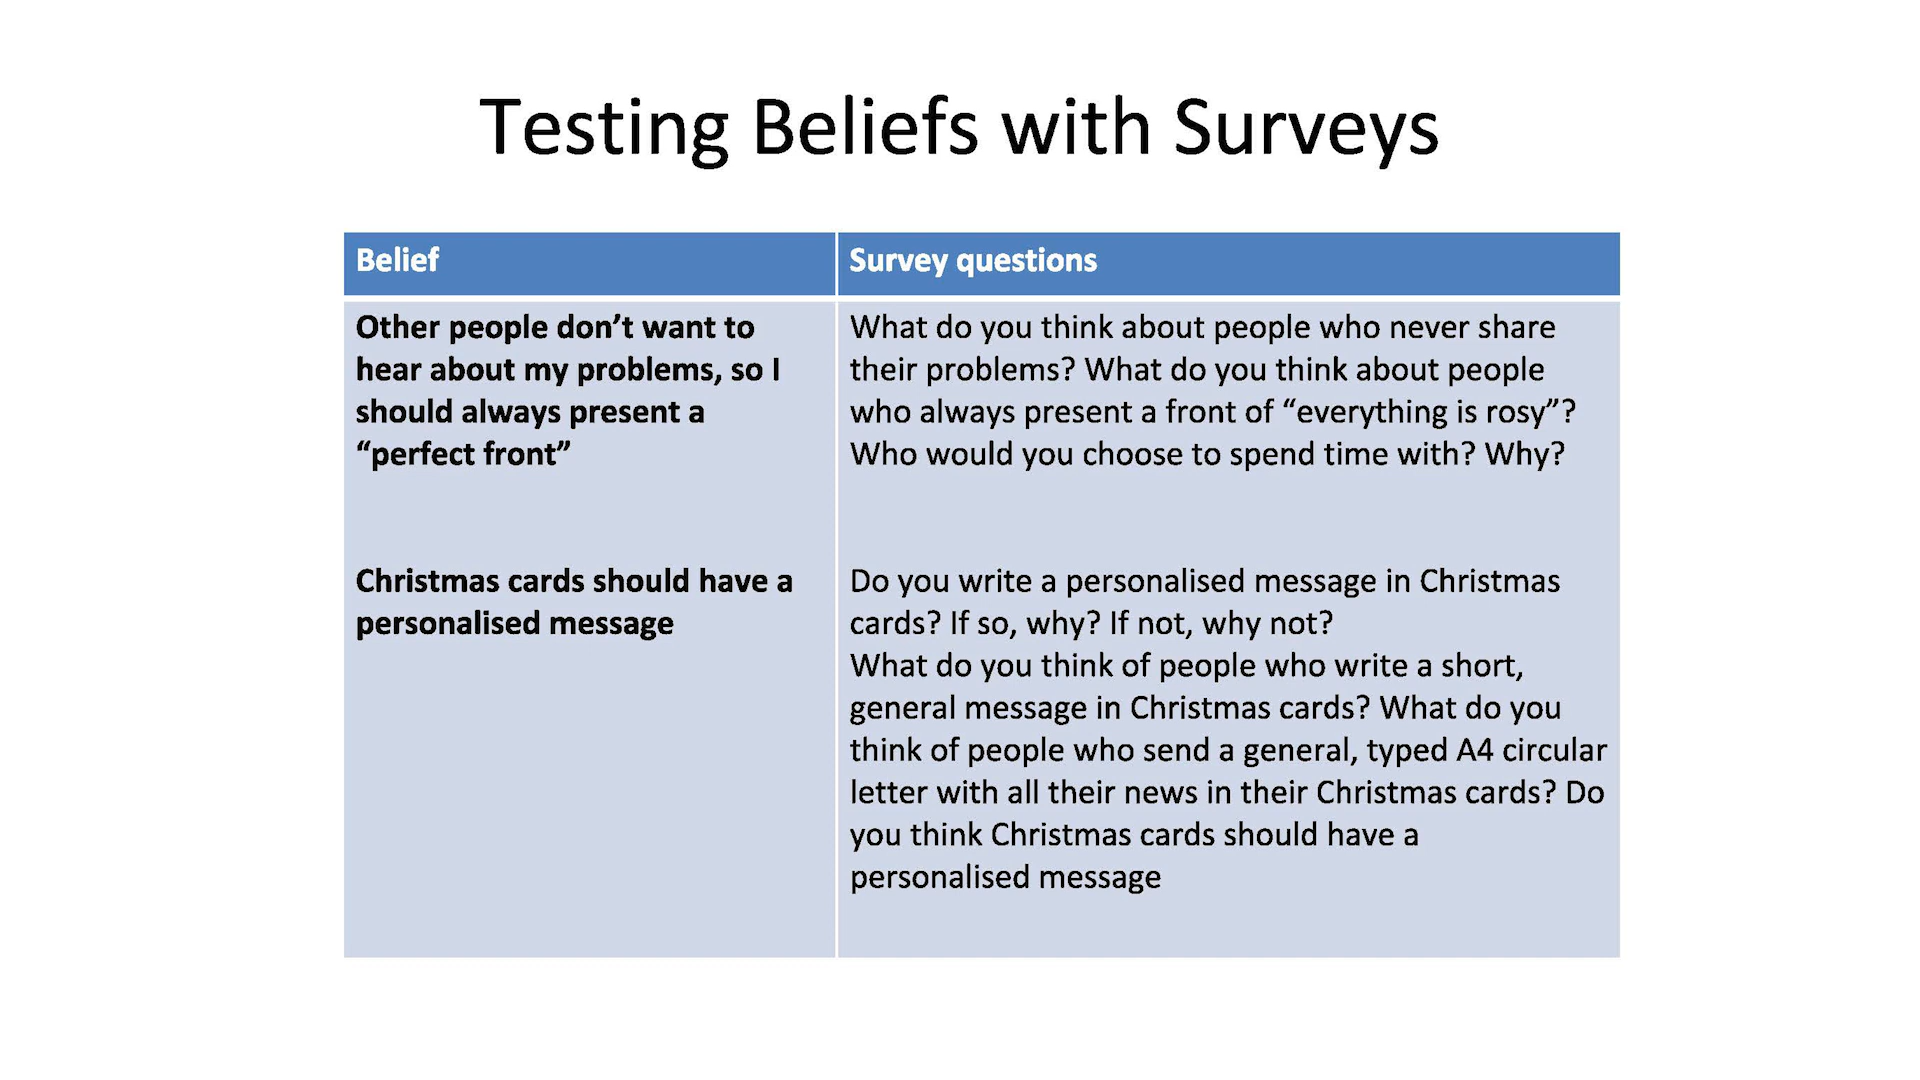 Testing Beliefs with Surveys
Belief
Survey questions
Other people don’t want to
hear about my problems, so I
should always present a
“perfect front”
What do you think about people who never share
their problems? What do you think about people
who always present a front of “everything is rosy”?
Who would you choose to spend time with? Why?
Christmas cards should have a
personalised message
Do you write a personalised message in Christmas
cards? If so, why? If not, why not?
What do you think of people who write a short,
general message in Christmas cards? What do you
think of people who send a general, typed A4 circular
letter with all their news in their Christmas cards? Do
you think Christmas cards should have a
personalised message